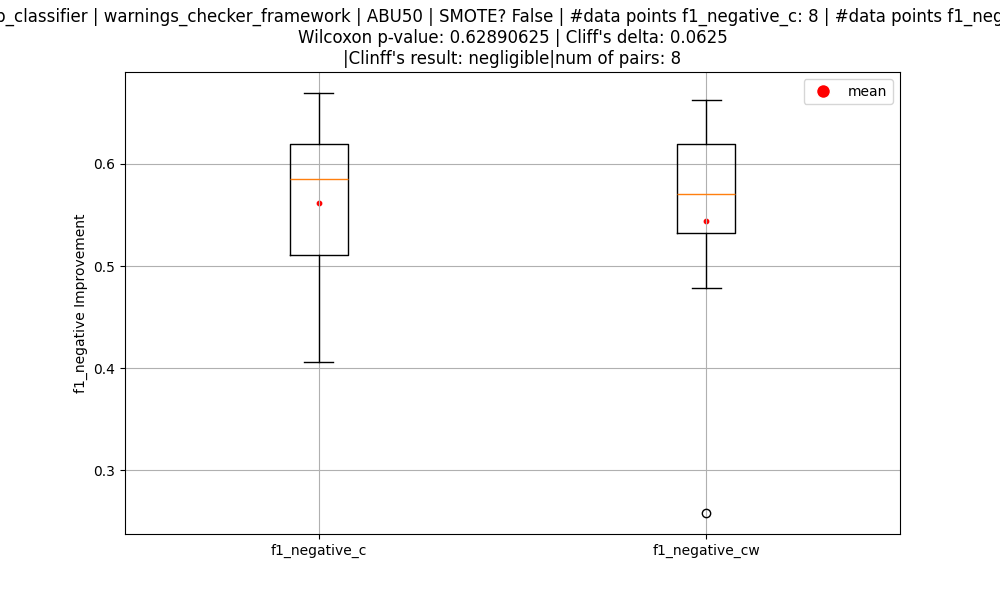 _classifier | warnings_checker_framework | ABU50 | SMOTE? False | #data points f1_negative_c: 8 | #data points
Wilcoxon p-value: 0.62890625 | Cliff's delta: 0.0625
|Clinff's result: negligible|num of pairs: 8
mean
f1_negative Improvement
0.6
0.5
0.4
0.3
f1_negative_c
f1_negative_cw